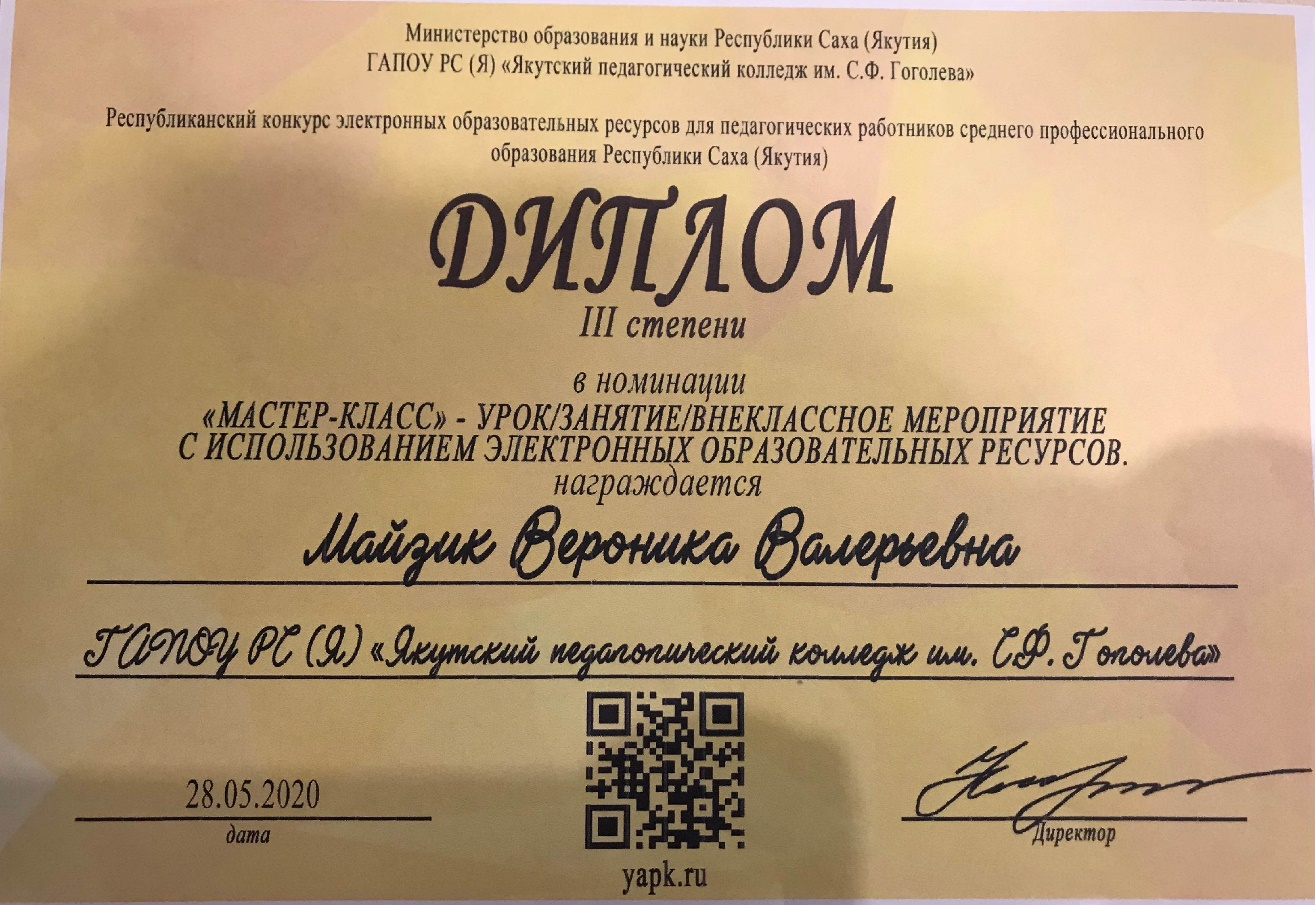 Министерство образования и науки Республики Саха (Якутия)
ГАПОУ РС (Я) «Якутский педагогический колледж им. С.Ф. Гоголева»
Республиканский конкурс электронных образовательных ресурсов для педагогических работников среднего профессионального
образования Республики Саха (Якутия)
ДИПЛОМ
III степени
в номинации
«МАСТЕР-КЛАСС» - УРОК/ЗАНЯТИЕ/ВНЕКЛАССНОЕ МЕРОПРИЯТИЕ
С ИСПОЛЬЗОВАНИЕМ ЭЛЕКТРОННЫХ ОБРАЗОВАТЕЛЬНЫХ РЕСУРСОВ.
награждается
Майзик Вероника Валерьевна
ГАПОУ РС (Я) «Якутский педагогический колледж им. С.Ф. Гоголева»
28.05.2020
дата
Директор
yapk.ru